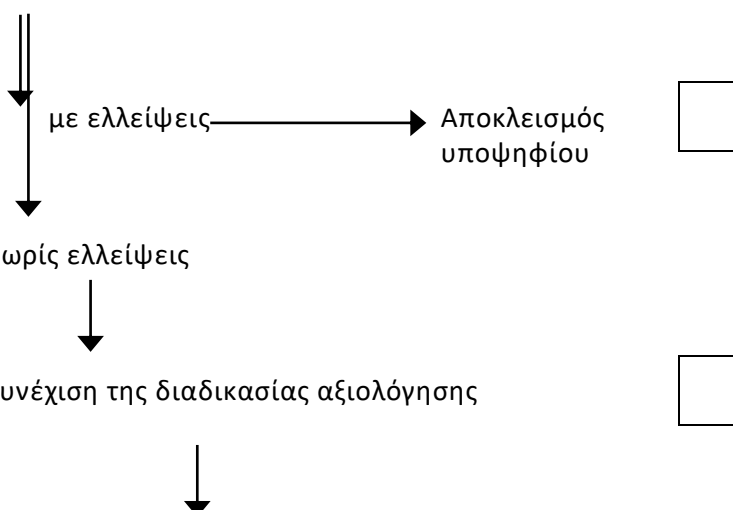 με ελλείψεις
Αποκλεισμός
υποψηφίου
ωρίς ελλείψεις
υνέχιση της διαδικασίας αξιολόγησης